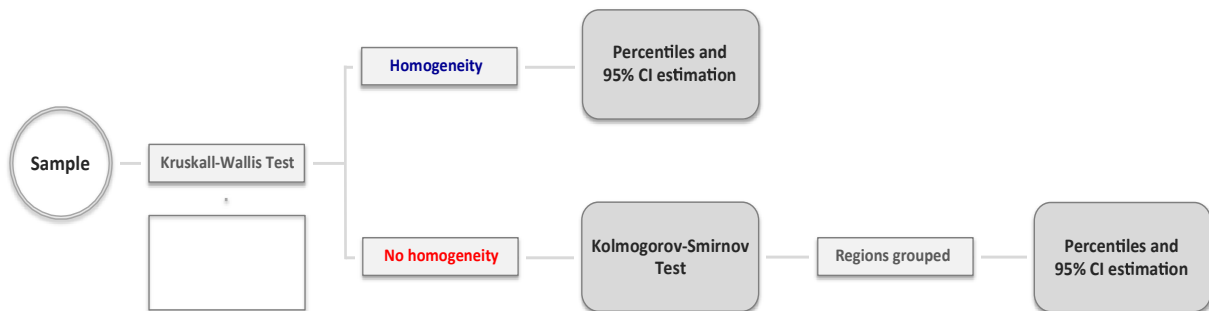 Sample
Kruskall-Wallis Test
Homogeneity
Percentiles and
95% CI estimation
No homogeneity
Kolmogorov-Smirnov
Test
Regions grouped
Percentiles and
95% CI estimation